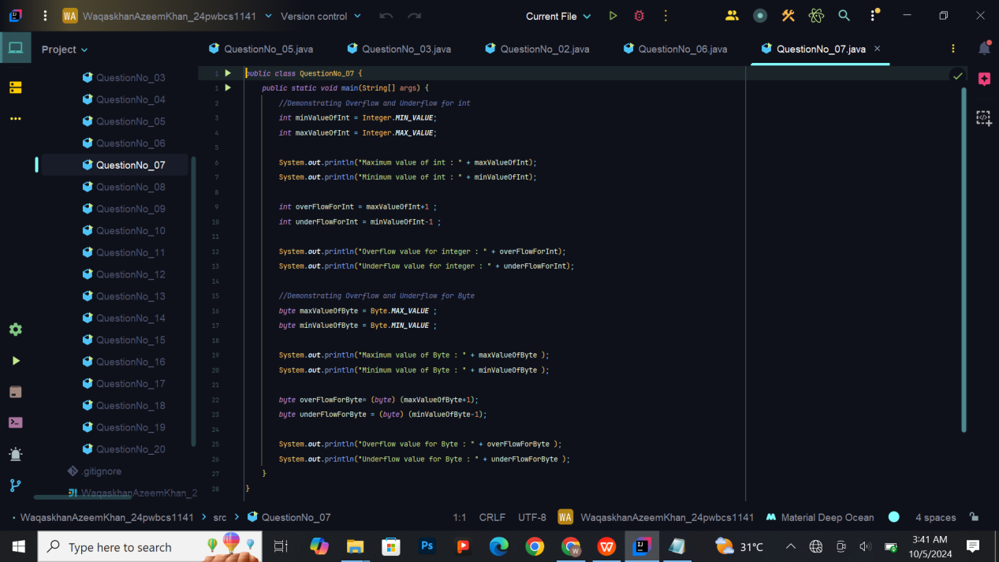 WA WaqaskhanAzeemKhan_24pwbcs1141 Version control Current File
Project
QuestionNo_05.java QuestionNo_03.java QuestionNo_02.java QuestionNo_06.java QuestionNo_07.java
QuestionNo_03
QuestionNo_04
QuestionNo_05
QuestionNo_06
QuestionNo_07
QuestionNo_08
QuestionNo_09
QuestionNo_10
QuestionNo_11
QuestionNo_12
QuestionNo_13
QuestionNo_14
QuestionNo_15
QuestionNo_16
QuestionNo_17
QuestionNo_18
QuestionNo_19
QuestionNo_20
.gitignore
WaqaskhanAzeemKhan_2
1 public class QuestionNo_07 {
1 public static void main(String[] args) {
2 //Demonstrating Overflow and Underflow for int
3 int minValueOfInt = Integer.MIN_VALUE;
4 int maxValueOfInt = Integer.MAX_VALUE;
5
6 System.out.println("Maximum value of int : " + maxValueOfInt);
7 System.out.println("Minimum value of int : " + minValueOfInt);
8
9 int overFlowForInt = maxValueOfInt+1 ;
10 int underFlowForInt = minValueOfInt-1 ;
11
12 System.out.println("Overflow value for integer : " + overFlowForInt);
13 System.out.println("Underflow value for integer : " + underFlowForInt);
14
15 //Demonstrating Overflow and Underflow for Byte
16 byte maxValueOfByte = Byte.MAX_VALUE ;
17 byte minValueOfByte = Byte.MIN_VALUE ;
18
19 System.out.println("Maximum value of Byte : " + maxValueOfByte );
20 System.out.println("Minimum value of Byte : " + minValueOfByte );
21
22 byte overFlowForByte= (byte) (maxValueOfByte+1);
23 byte underFlowForByte = (byte) (minValueOfByte-1);
24
25 System.out.println("Overflow value for Byte : " + overFlowForByte );
26 System.out.println("Underflow value for Byte : " + underFlowForByte );
27 }
28 }
WaqaskhanAzeemKhan_24pwbcs1141 > src > QuestionNo_07 1:1 CRLF UTF-8 WA WaqaskhanAzeemKhan_24pwbcs1141 Material Deep Ocean 4 spaces
Type here to search Ps 31°C 3:41 AM
10/5/2024